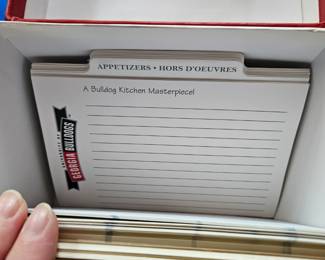 APPETIZERS • HORS D'OEUVRES
A Bulldog Kitchen Masterpiece!
GEORGIA BULLDOGS